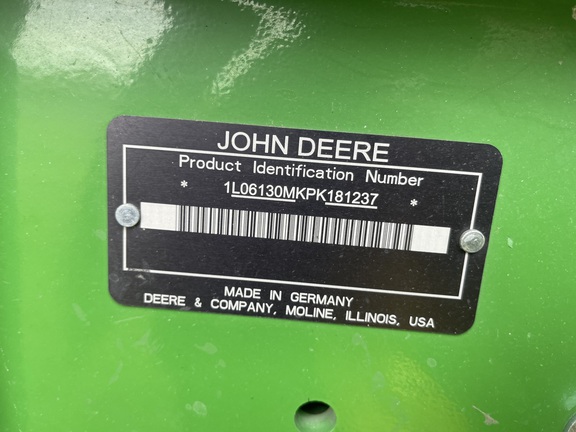 JOHN DEERE
Product Identification Number
* 1L06130MKPK181237 *
MADE IN GERMANY
DEERE & COMPANY, MOLINE, ILLINOIS, USA